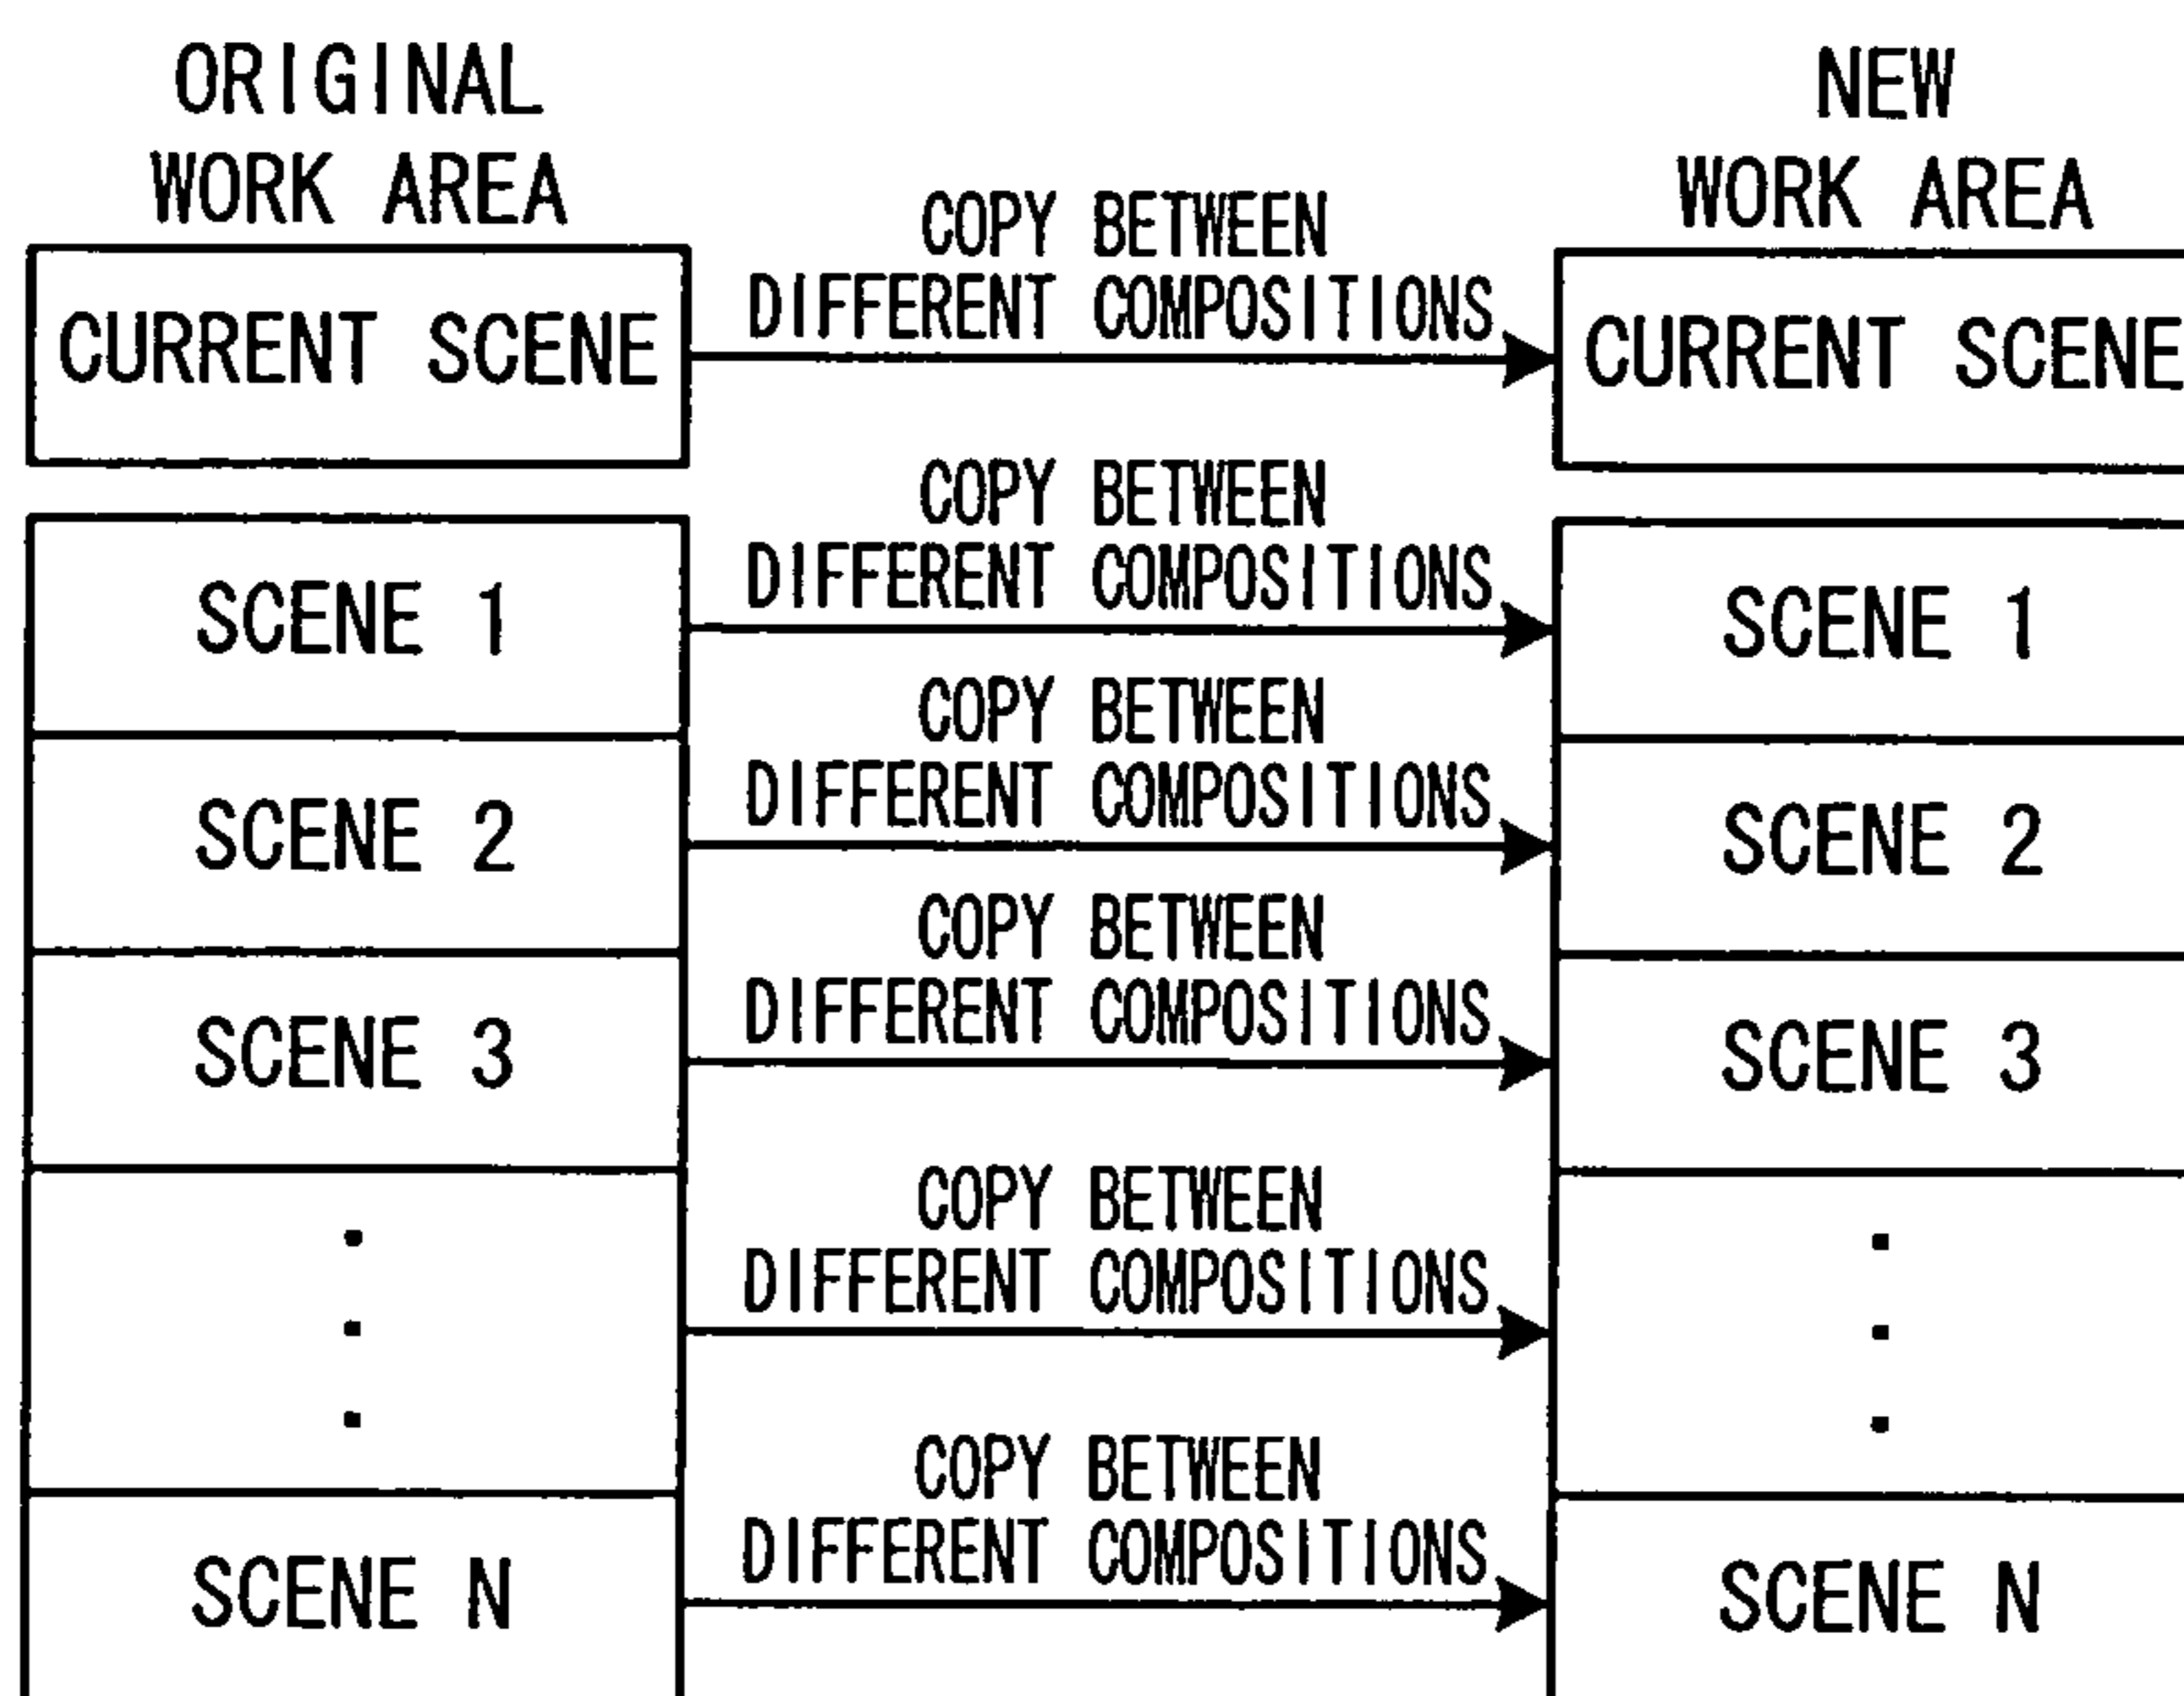 ORIGINAL
WORK AREA
NEW
WORK AREA
CURRENT SCENE
COPY BETWEEN
DIFFERENT COMPOSITIONS
CURRENT SCENE
SCENE 1
COPY BETWEEN
DIFFERENT COMPOSITIONS
SCENE 1
SCENE 2
COPY BETWEEN
DIFFERENT COMPOSITIONS
SCENE 2
SCENE 3
COPY BETWEEN
DIFFERENT COMPOSITIONS
SCENE 3
COPY BETWEEN
DIFFERENT COMPOSITIONS
SCENE N
COPY BETWEEN
DIFFERENT COMPOSITIONS
SCENE N